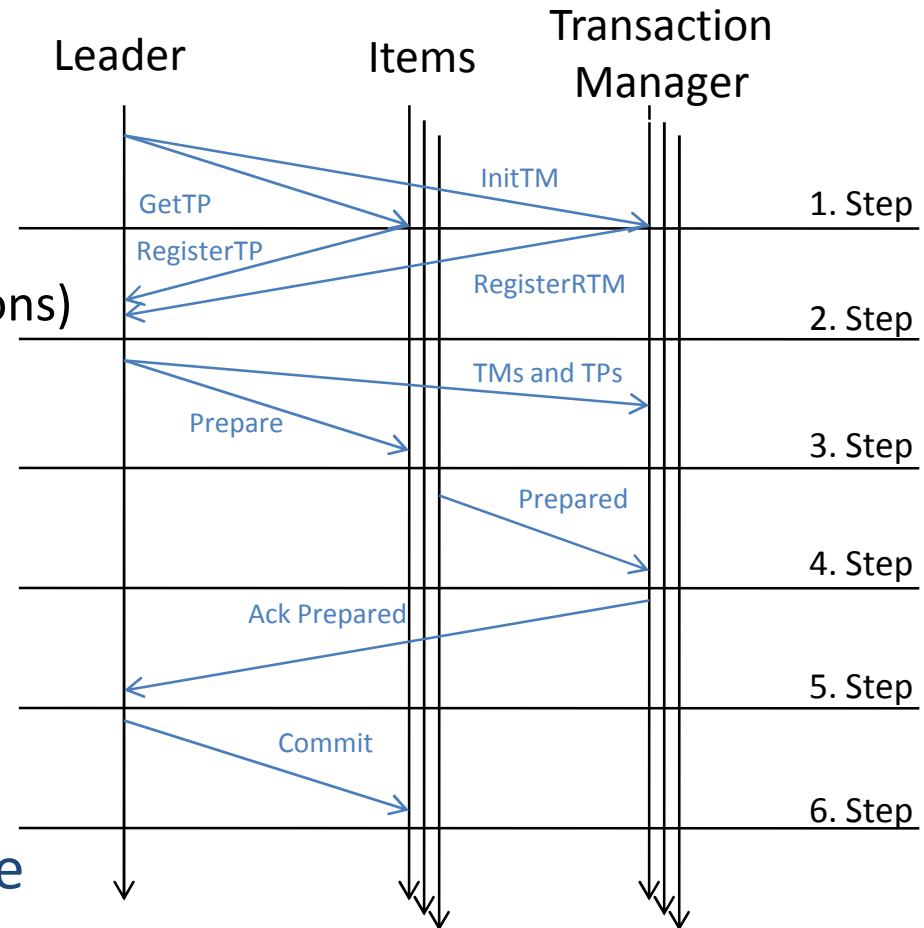 Leader
Items
Transaction
Manager
InitTM
GetTP
1. Step
RegisterTP
RegisterRTM
ons)
2. Step
TMs and TPs
Prepare
3. Step
Prepared
4. Step
Ack Prepared
5. Step
Commit
6. Step
e